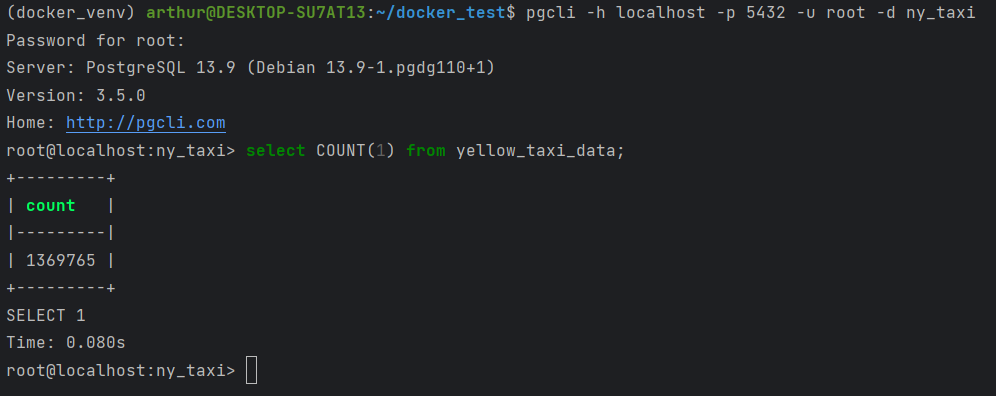 (docker_venv) arthur@DESKTOP-SU7AT13:~/docker_test$ pgcli -h localhost -p 5432 -u root -d ny_taxi
Password for root:
Server: PostgreSQL 13.9 (Debian 13.9-1.pgdg110+1)
Version: 3.5.0
Home: http://pgcli.com
root@localhost:ny_taxi> select COUNT(1) from yellow_taxi_data;
+---------+
| count   |
|---------|
| 1369765 |
+---------+
SELECT 1
Time: 0.080s
root@localhost:ny_taxi>